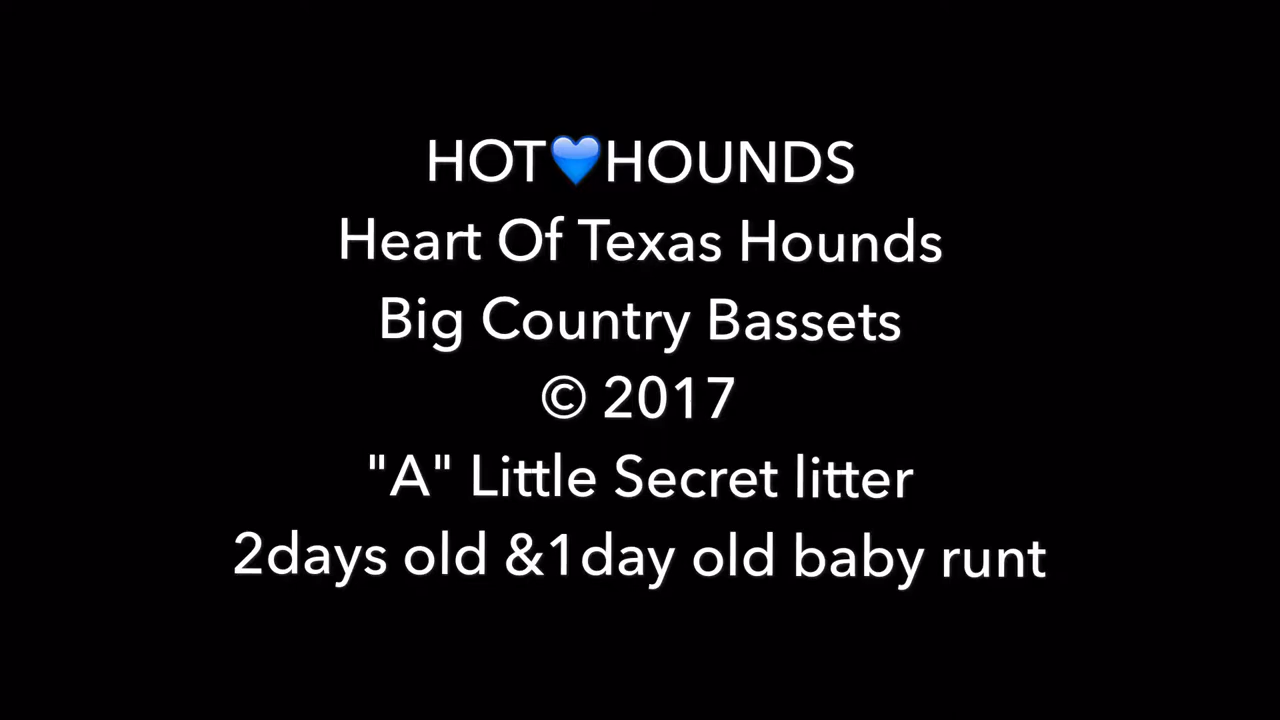 HOT💙HOUNDS
Heart Of Texas Hounds
Big Country Bassets
© 2017
"A" Little Secret litter
2days old &1day old baby runt